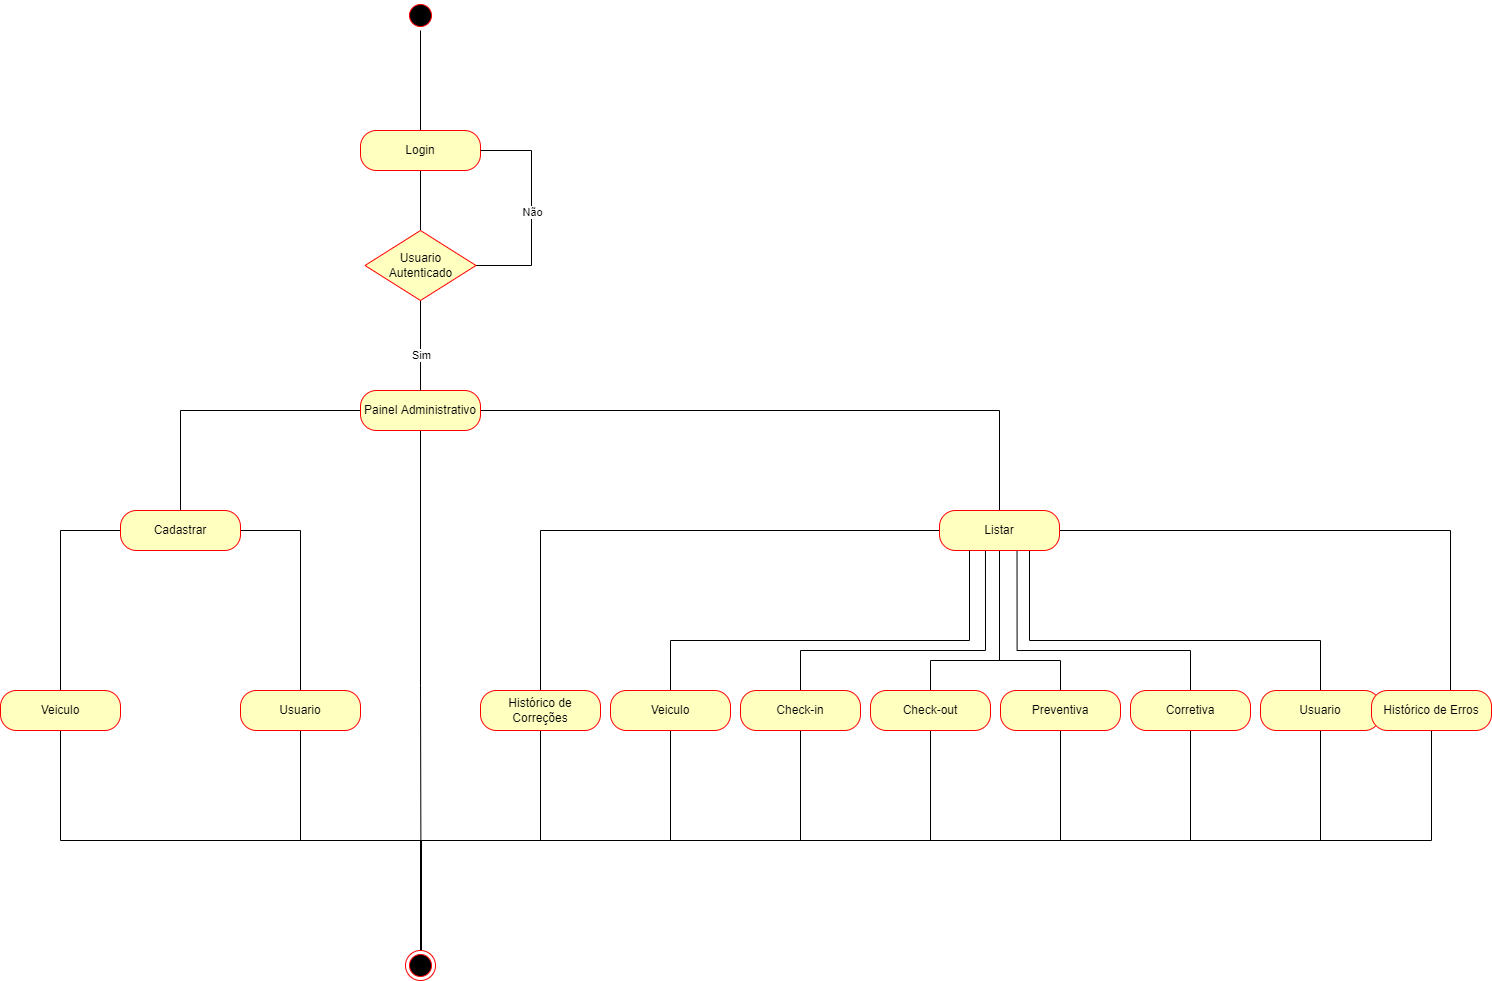 Login
Não
Usuario
Autenticado
Sim
Painel Administrativo
Cadastrar
Listar
Veiculo
Usuario
Histórico de
Correções
Veiculo
Check-in
Check-out
Preventiva
Corretiva
Usuario
Histórico de Erros